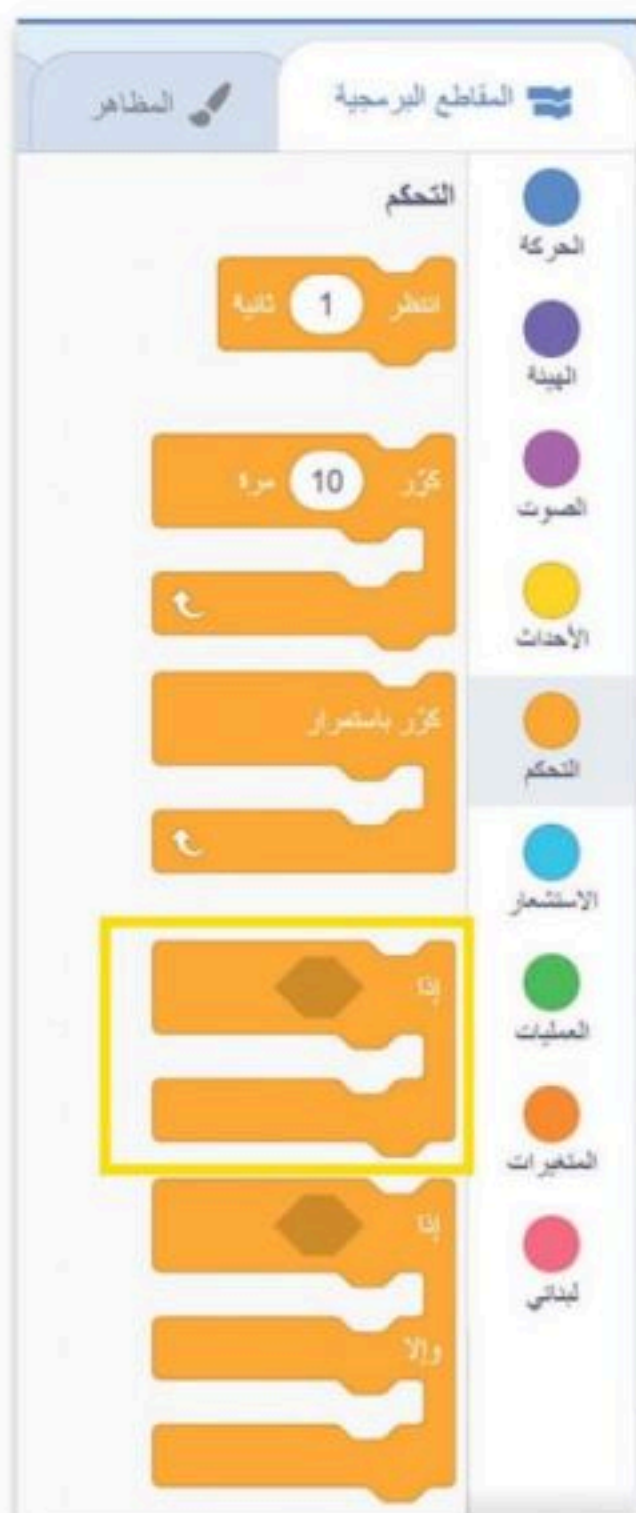 المقاطع البرمجية
المظاهر
الحركة
الهيئة
الصوت
الأحداث
التحكم
الاستشعار
العمليات
المتغيرات
لبناتي
التحكم
انتظر 1 ثانية
كرّر 10 مرة
كرّر باستمرار
إذا
إذا
وإلا